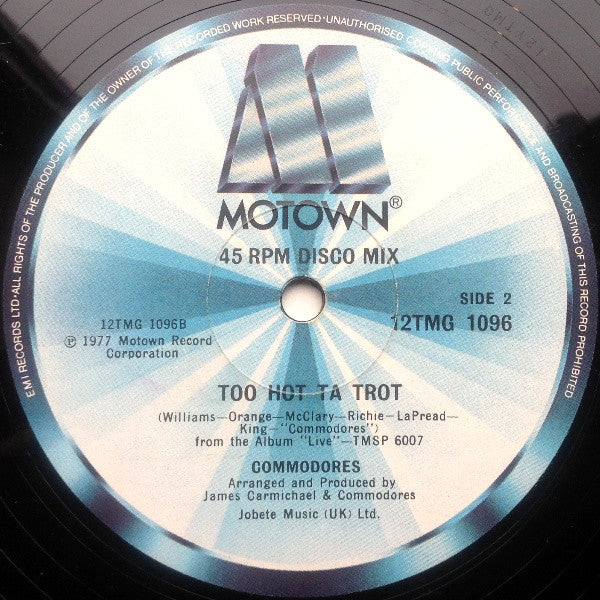 EMI RECORDS LTD•ALL RIGHTS OF THE PRODUCER AND OF THE OWNER OF THE RECORDED WORK RESERVED•UNAUTHORISED COPYING PUBLIC PERFORMANCE AND BROADCASTING OF THIS RECORD PROHIBITED
M
MOTOWN®
45 RPM DISCO MIX
SIDE 2
12TMG 1096B
12TMG 1096
℗ 1977 Motown Record
Corporation
TOO HOT TA TROT
(Williams—Orange—McClary—Richie—LaPread—
King—"Commodores")
from the Album "Live"—TMSP 6007
COMMODORES
Arranged and Produced by
James Carmichael & Commodores
Jobete Music (UK) Ltd.